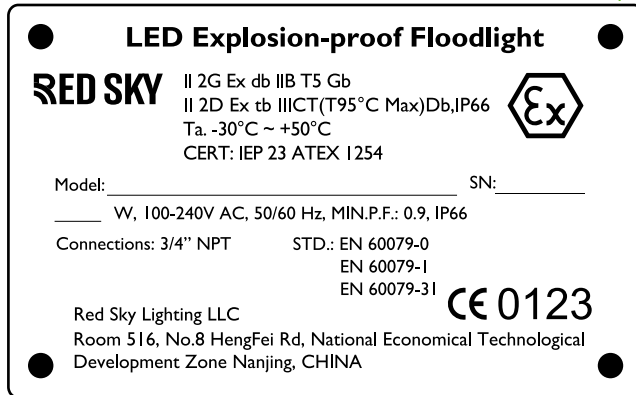 LED Explosion-proof Floodlight
RED SKY
II 2G Ex db IIB T5 Gb
II 2D Ex tb IIICT(T95°C Max)Db,IP66
Ta. -30°C ~ +50°C
CERT: IEP 23 ATEX 1254
Ex
Model:____________ SN:________
____ W, 100-240V AC, 50/60 Hz, MIN.P.F.: 0.9, IP66
Connections: 3/4” NPT STD.: EN 60079-0
EN 60079-1
EN 60079-31
CE 0123
Red Sky Lighting LLC
Room 516, No.8 HengFei Rd, National Economical Technological
Development Zone Nanjing, CHINA